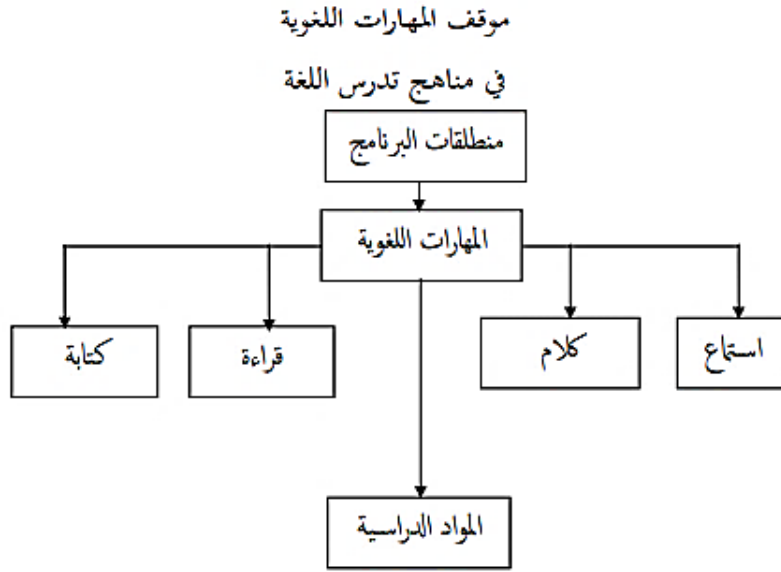 موقف المهارات اللغوية
في مناهج تدرس اللغة
منطلقات البرنامج
المهارات اللغوية
استماع
كلام
قراءة
كتابة
المواد الدراسية